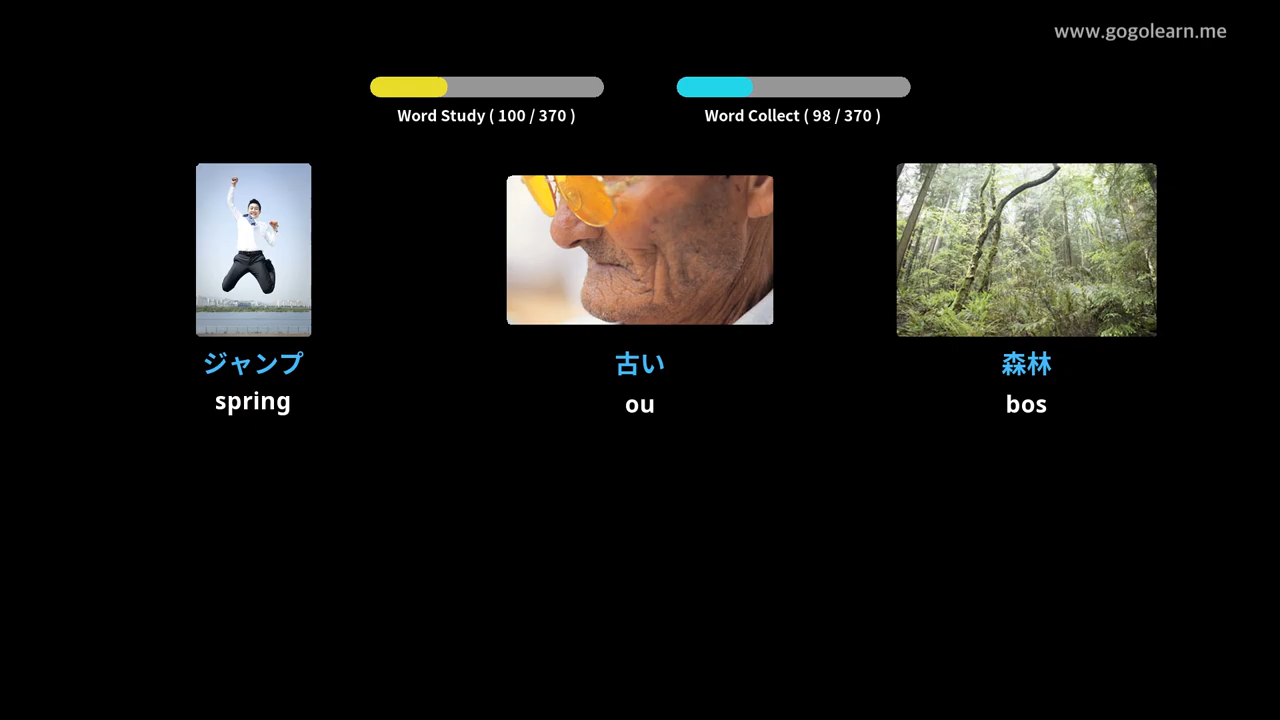 www.gogolearn.me
Word Study ( 100 / 370 )
Word Collect ( 98 / 370 )
ジャンプ
spring
古い
ou
森林
bos